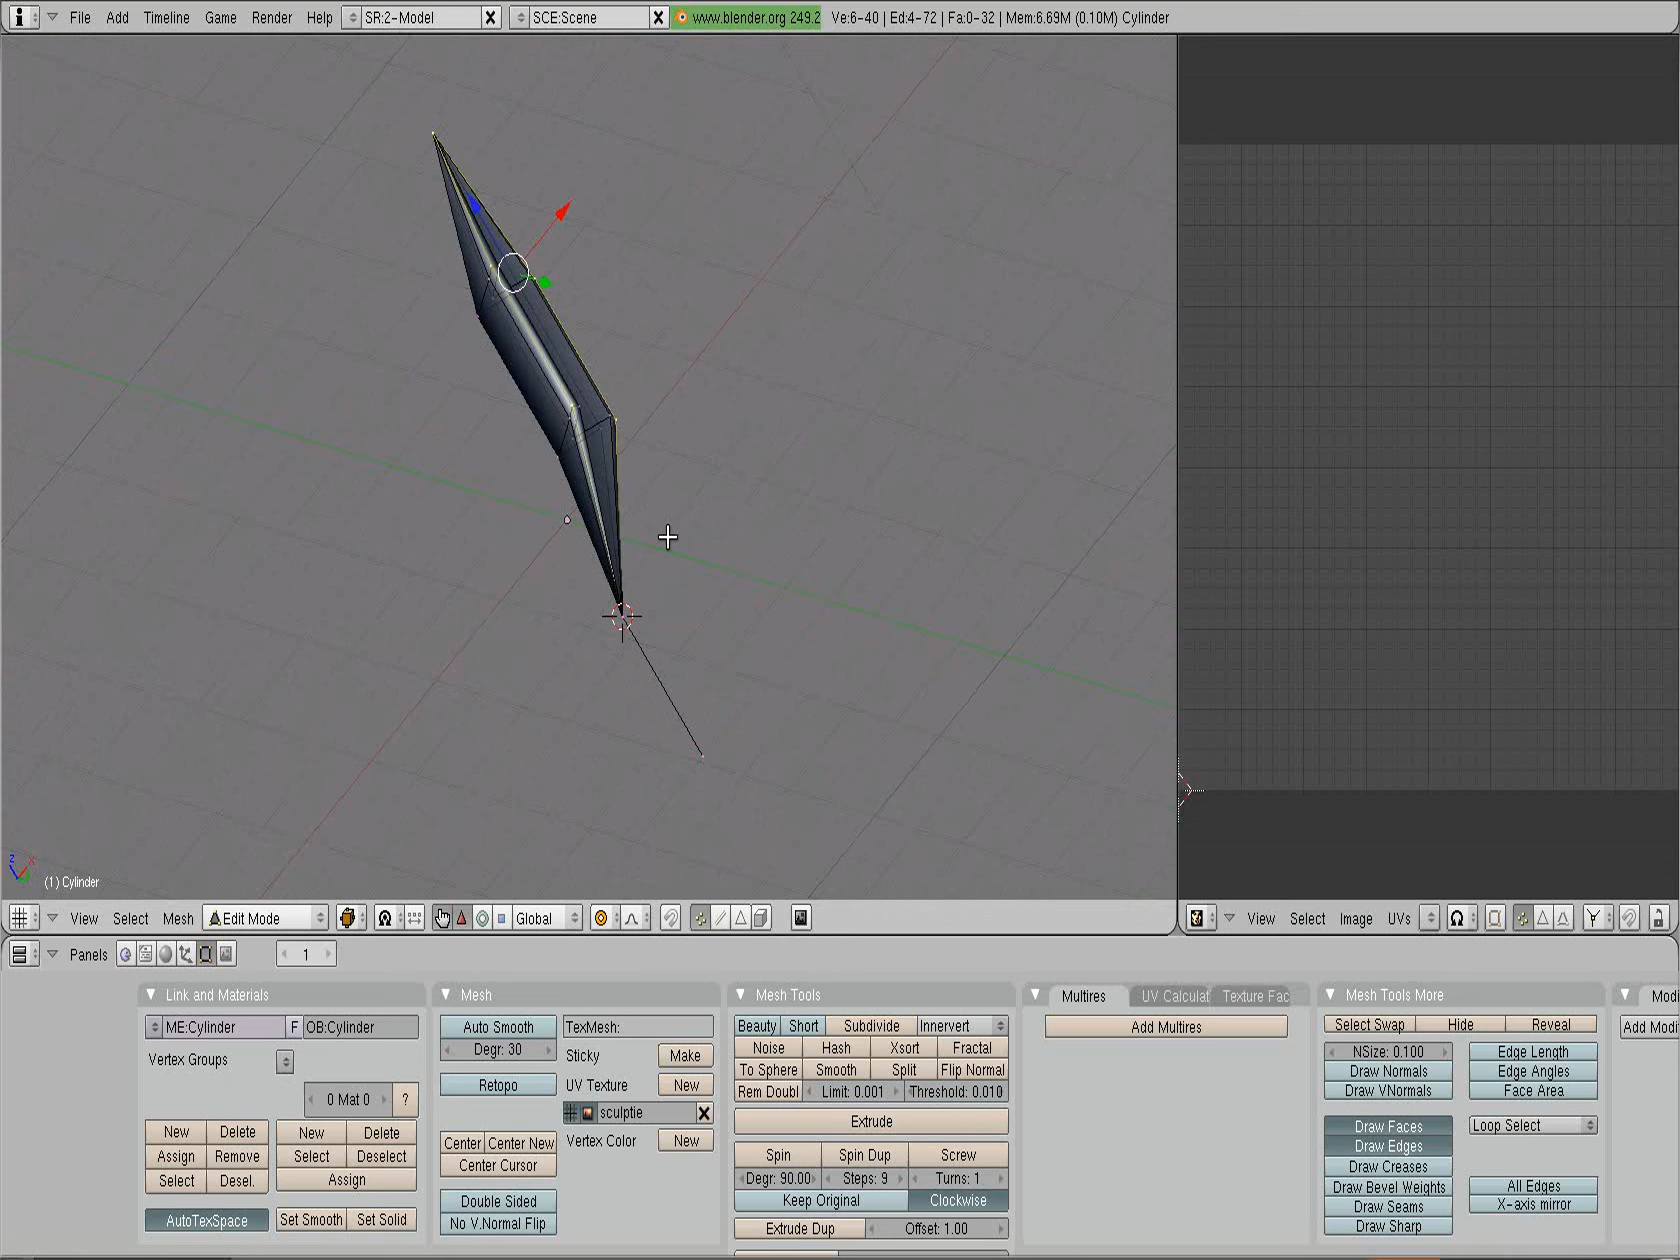 File Add Timeline Game Render Help SR:2-Model X SCE:Scene X www.blender.org 249.2 Ve:6-40 | Ed:4-72 | Fa:0-32 | Mem:6.69M (0.10M) Cylinder
Z X
(1) Cylinder
View Select Mesh Edit Mode Global
View Select Image UVs
Panels 1
Link and Materials
ME:Cylinder F OB:Cylinder
Vertex Groups
0 Mat 0 ?
New Delete New Delete
Assign Remove Select Deselect
Select Desel. Assign
AutoTexSpace Set Smooth Set Solid
Mesh
Auto Smooth TexMesh:
Degr: 30 Sticky Make
Retopo UV Texture New
sculptie X
Center Center New Vertex Color New
Center Cursor
Double Sided
No V.Normal Flip
Mesh Tools
Beauty Short Subdivide Innervert
Noise Hash Xsort Fractal
To Sphere Smooth Split Flip Normal
Rem Doubl Limit: 0.001 Threshold: 0.010
Extrude
Spin Spin Dup Screw
Degr: 90.00 Steps: 9 Turns: 1
Keep Original Clockwise
Extrude Dup Offset: 1.00
Multires UV Calculat Texture Fac
Add Multires
Mesh Tools More
Select Swap Hide Reveal
NSize: 0.100 Edge Length
Draw Normals Edge Angles
Draw VNormals Face Area
Draw Faces Loop Select
Draw Edges
Draw Creases
Draw Bevel Weights All Edges
Draw Seams X-axis mirror
Draw Sharp
Modi
Add Modi